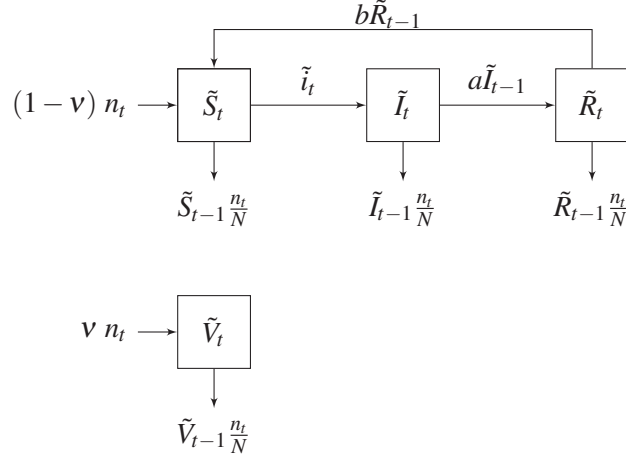 bR̃_{t−1}
(1 − ν) n_t S̃_t ĩ_t Ĩ_t aĨ_{t−1} R̃_t
S̃_{t−1} n_t/N Ĩ_{t−1} n_t/N R̃_{t−1} n_t/N
ν n_t Ṽ_t
Ṽ_{t−1} n_t/N